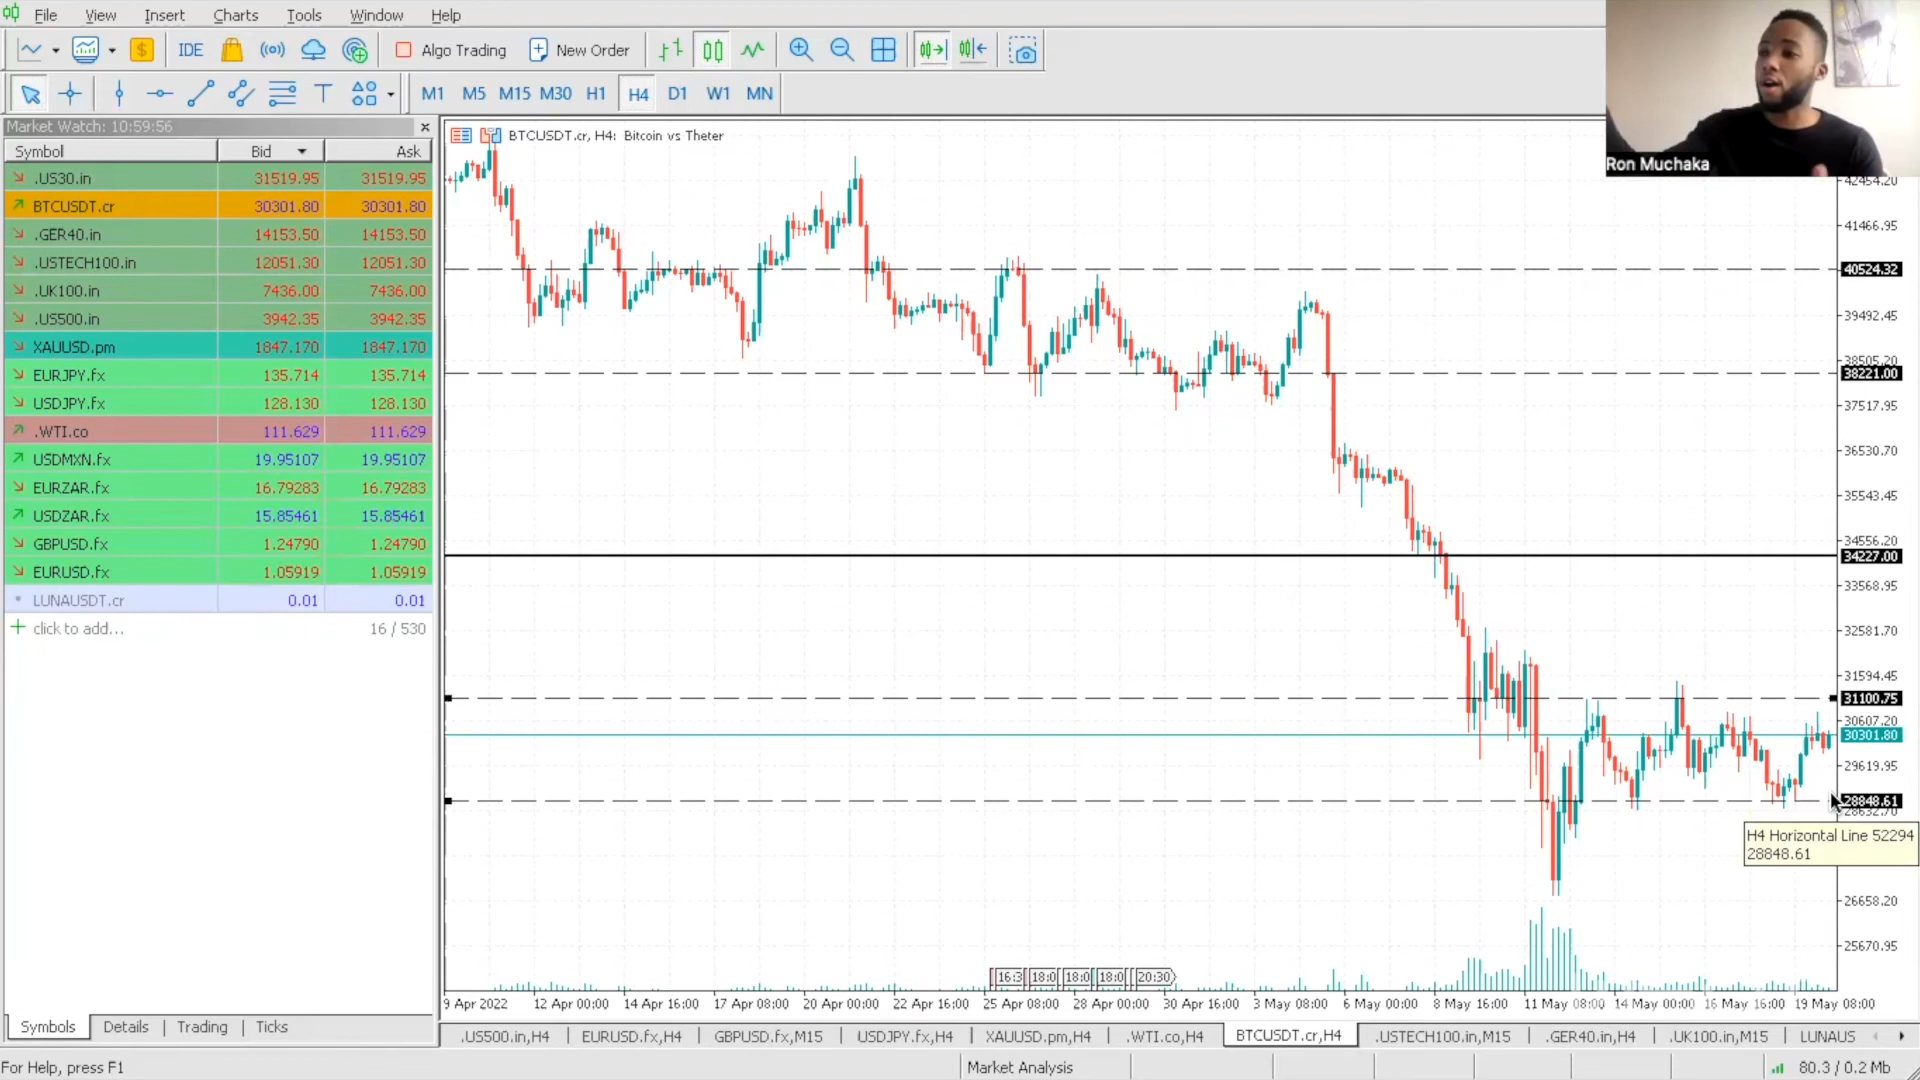 File View Insert Charts Tools Window Help
IDE Algo Trading New Order
M1 M5 M15 M30 H1 H4 D1 W1 MN
Ron Muchaka
Market Watch: 10:59:56
Symbol Bid Ask
.US30.in 31519.95 31519.95
BTCUSDT.cr 30301.80 30301.80
.GER40.in 14153.50 14153.50
.USTECH100.in 12051.30 12051.30
.UK100.in 7436.00 7436.00
.US500.in 3942.35 3942.35
XAUUSD.pm 1847.170 1847.170
EURJPY.fx 135.714 135.714
USDJPY.fx 128.130 128.130
.WTI.co 111.629 111.629
USDMXN.fx 19.95107 19.95107
EURZAR.fx 16.79283 16.79283
USDZAR.fx 15.85461 15.85461
GBPUSD.fx 1.24790 1.24790
EURUSD.fx 1.05919 1.05919
LUNAUSDT.cr 0.01 0.01
click to add... 16 / 530
Symbols Details Trading Ticks
BTCUSDT.cr, H4: Bitcoin vs Theter
42454.20
41466.95
40524.32
39492.45
38505.20
38221.00
37517.95
36530.70
35543.45
34556.20
34227.00
33568.95
32581.70
31594.45
31100.75
30607.20
30301.80
29619.95
28848.61
28632.70
H4 Horizontal Line 52294
28848.61
26658.20
25670.95
16:3 18:0 18:0 18:0 20:30
9 Apr 2022 12 Apr 00:00 14 Apr 16:00 17 Apr 08:00 20 Apr 00:00 22 Apr 16:00 25 Apr 08:00 28 Apr 00:00 30 Apr 16:00 3 May 08:00 6 May 00:00 8 May 16:00 11 May 08:00 14 May 00:00 16 May 16:00 19 May 08:00
.US500.in,H4 EURUSD.fx,H4 GBPUSD.fx,M15 USDJPY.fx,H4 XAUUSD.pm,H4 .WTI.co,H4 BTCUSDT.cr,H4 .USTECH100.in,M15 .GER40.in,H4 .UK100.in,M15 LUNAUS
For Help, press F1 Market Analysis 80.3 / 0.2 Mb